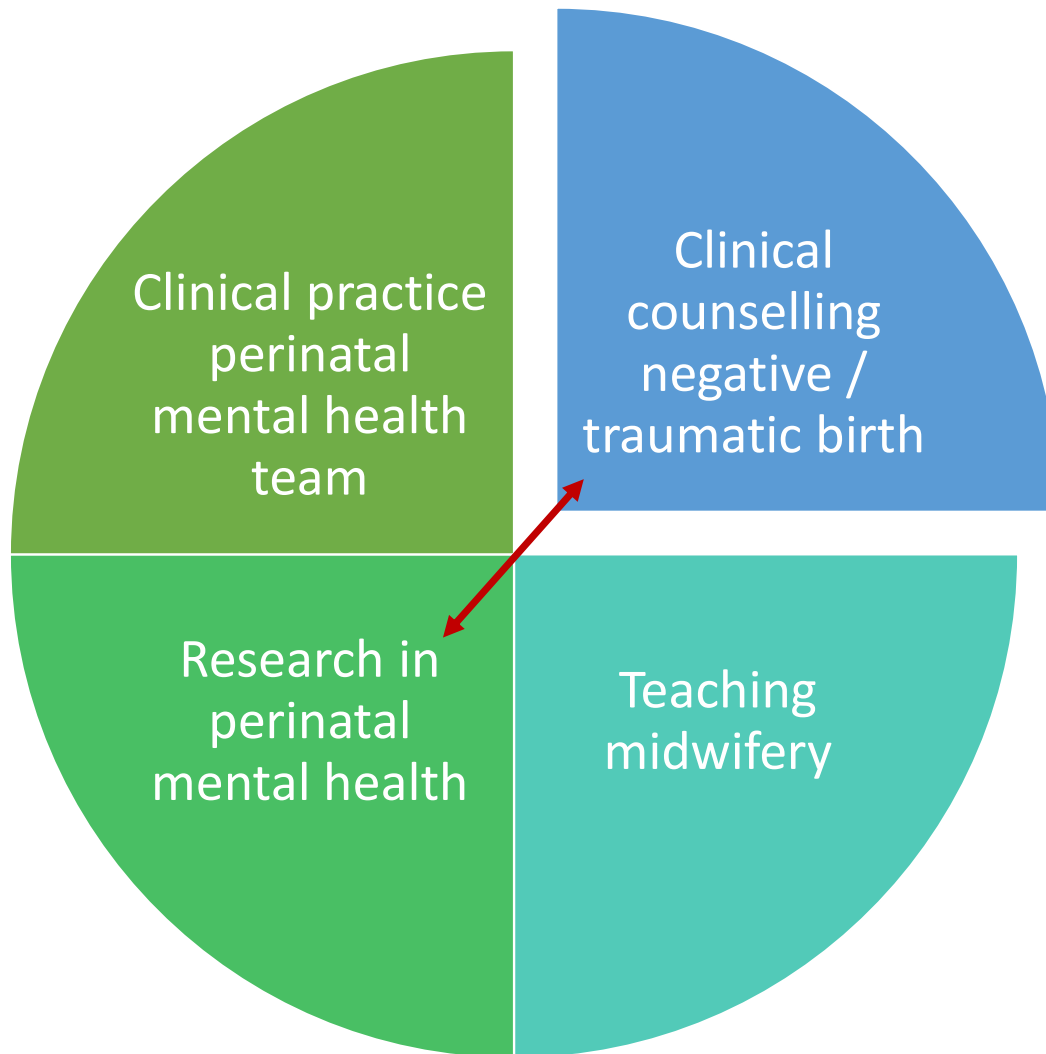 Clinical practice
perinatal
mental health
team
Clinical
counselling
negative /
traumatic birth
Research in
perinatal
mental health
Teaching
midwifery